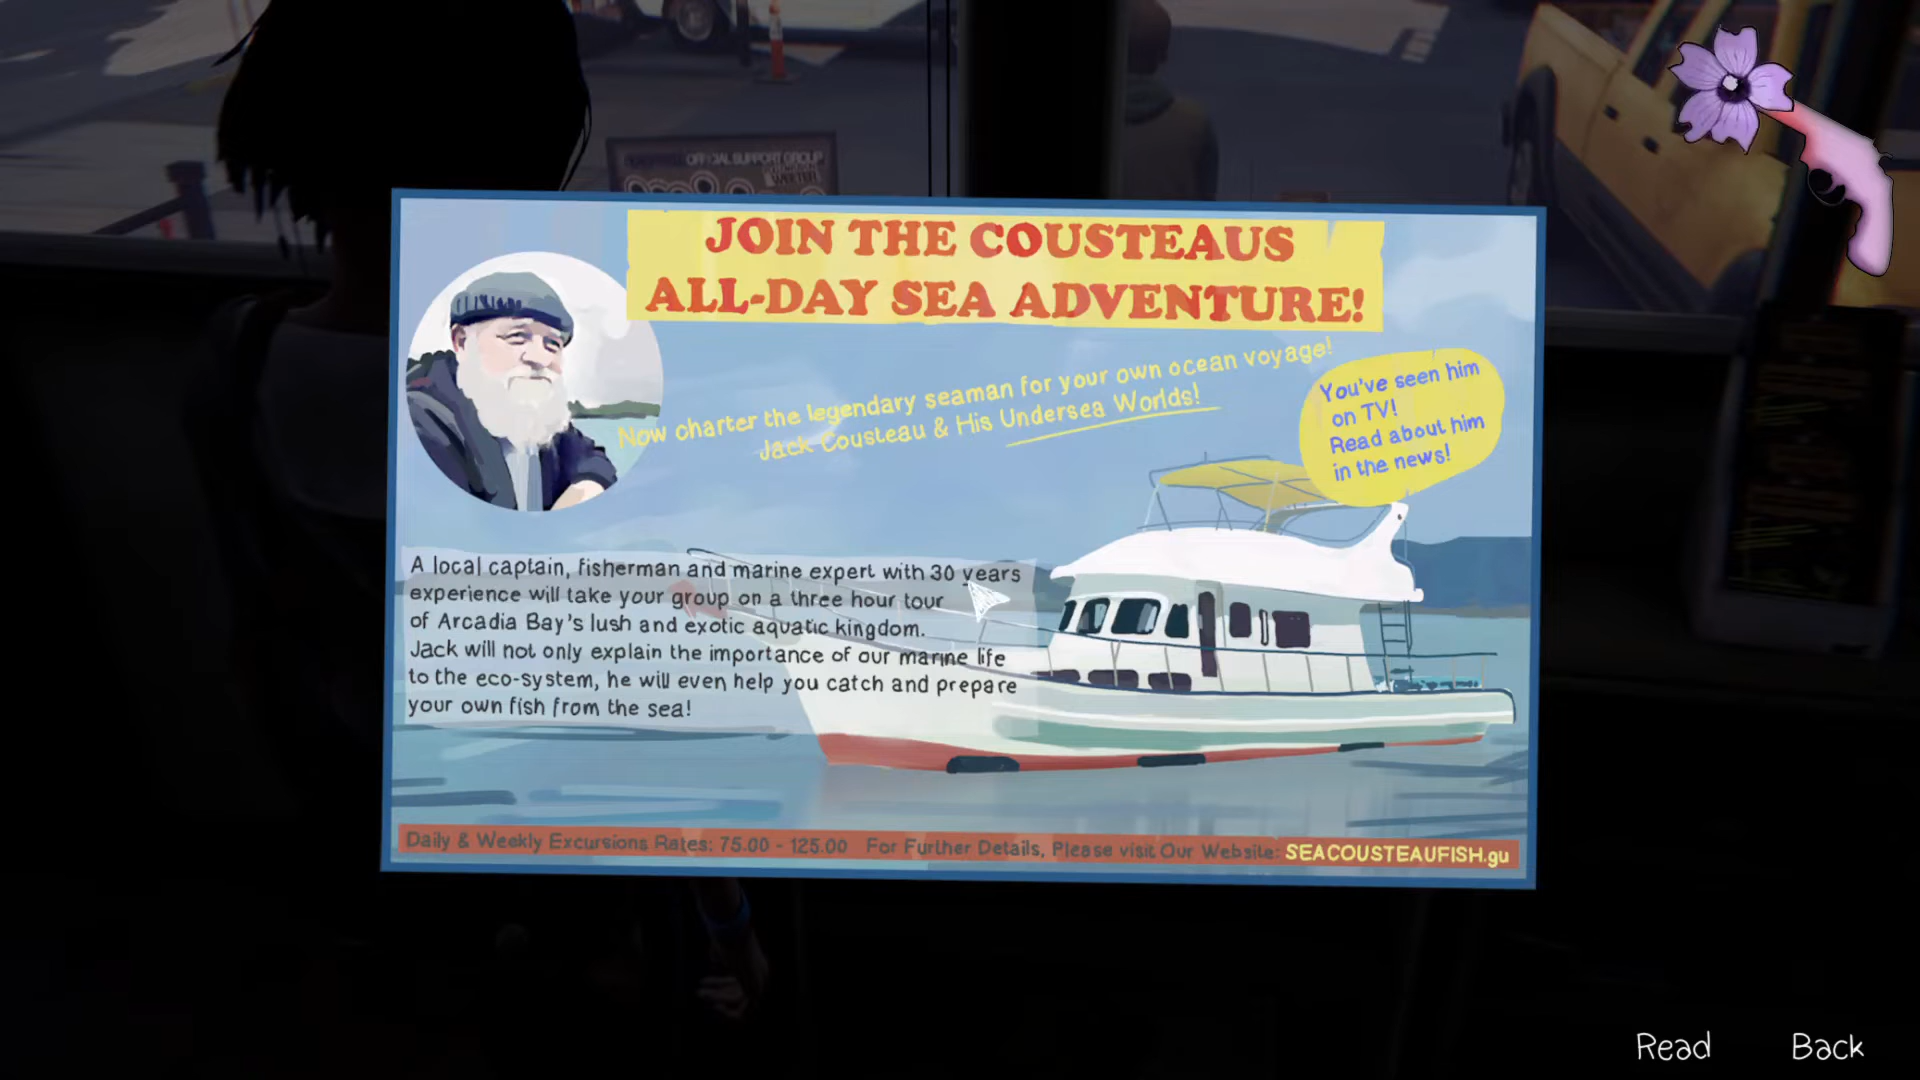 OFFICIAL SUPPORT GROUP
JOIN THE COUSTEAUS
ALL-DAY SEA ADVENTURE!
Now charter the legendary seaman for your own ocean voyage!
Jack Cousteau & His Undersea Worlds!
You've seen him
on TV!
Read about him
in the news!
A local captain, fisherman and marine expert with 30 years
experience will take your group on a three hour tour
of Arcadia Bay's lush and exotic aquatic kingdom.
Jack will not only explain the importance of our marine life
to the eco-system, he will even help you catch and prepare
your own fish from the sea!
Daily & Weekly Excursions Rates: 75.00 - 125.00 For Further Details, Please visit Our Website: SEACOUSTEAUFISH.gu
Read Back